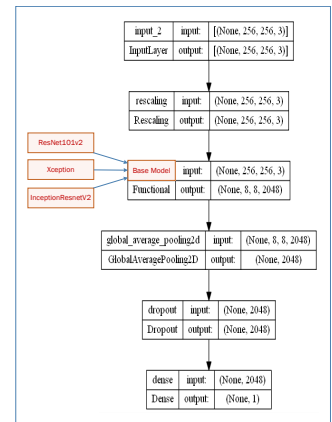 input_2 input: [(None, 256, 256, 3)]
InputLayer output: [(None, 256, 256, 3)]
rescaling input: (None, 256, 256, 3)
Rescaling output: (None, 256, 256, 3)
ResNet101v2
Xception
InceptionResnetV2
Base Model input: (None, 256, 256, 3)
Functional output: (None, 8, 8, 2048)
global_average_pooling2d input: (None, 8, 8, 2048)
GlobalAveragePooling2D output: (None, 2048)
dropout input: (None, 2048)
Dropout output: (None, 2048)
dense input: (None, 2048)
Dense output: (None, 1)